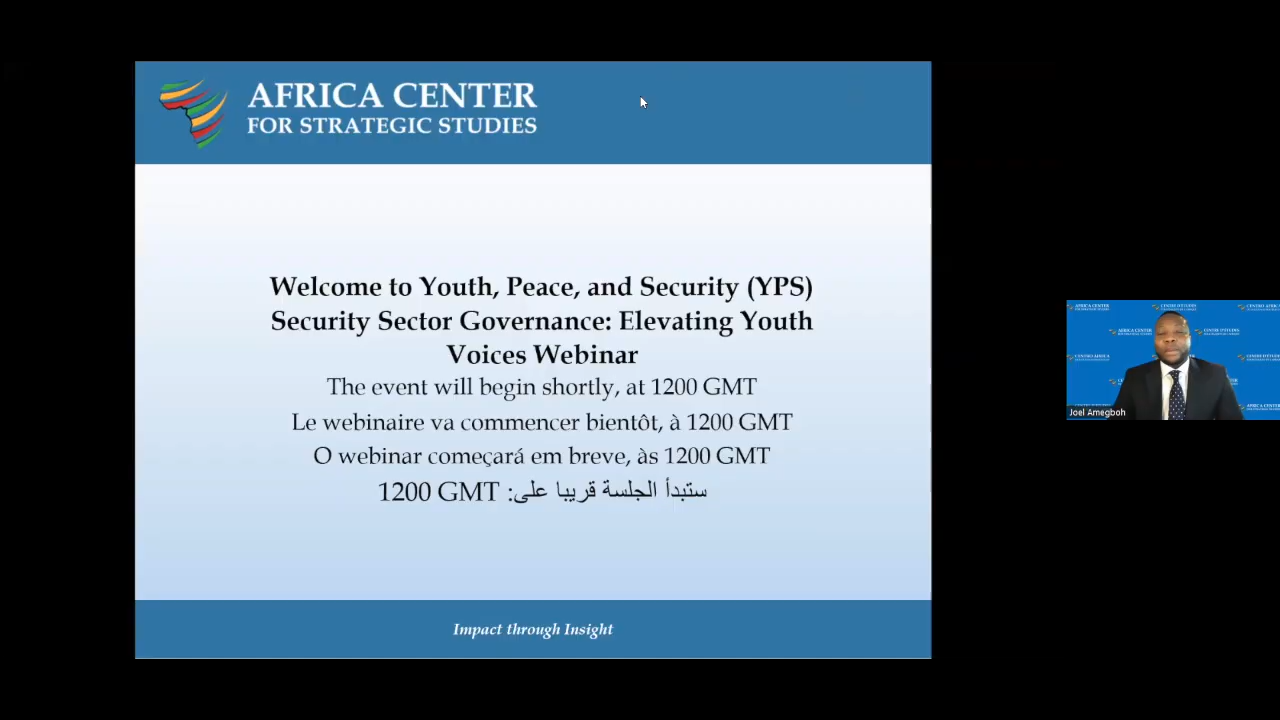 AFRICA CENTER
FOR STRATEGIC STUDIES
Welcome to Youth, Peace, and Security (YPS)
Security Sector Governance: Elevating Youth
Voices Webinar
The event will begin shortly, at 1200 GMT
Le webinaire va commencer bientôt, à 1200 GMT
O webinar começará em breve, às 1200 GMT
ستبدأ الجلسة قريبا على: 1200 GMT
Impact through Insight
Joel Amegboh